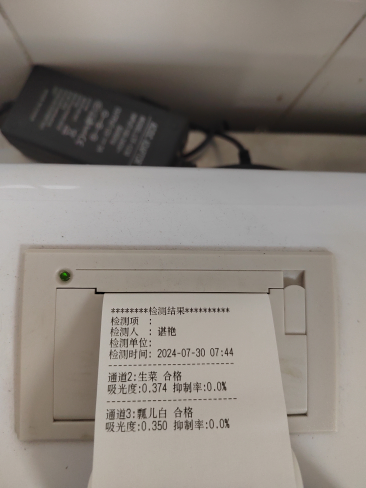 ********检测结果**********
检测项  :
检测人  : 谌艳
检测单位:
检测时间: 2024-07-30 07:44
------------------------
通道2:生菜 合格
吸光度:0.374 抑制率:0.0%
------------------------
通道3:瓢儿白 合格
吸光度:0.350 抑制率:0.0%